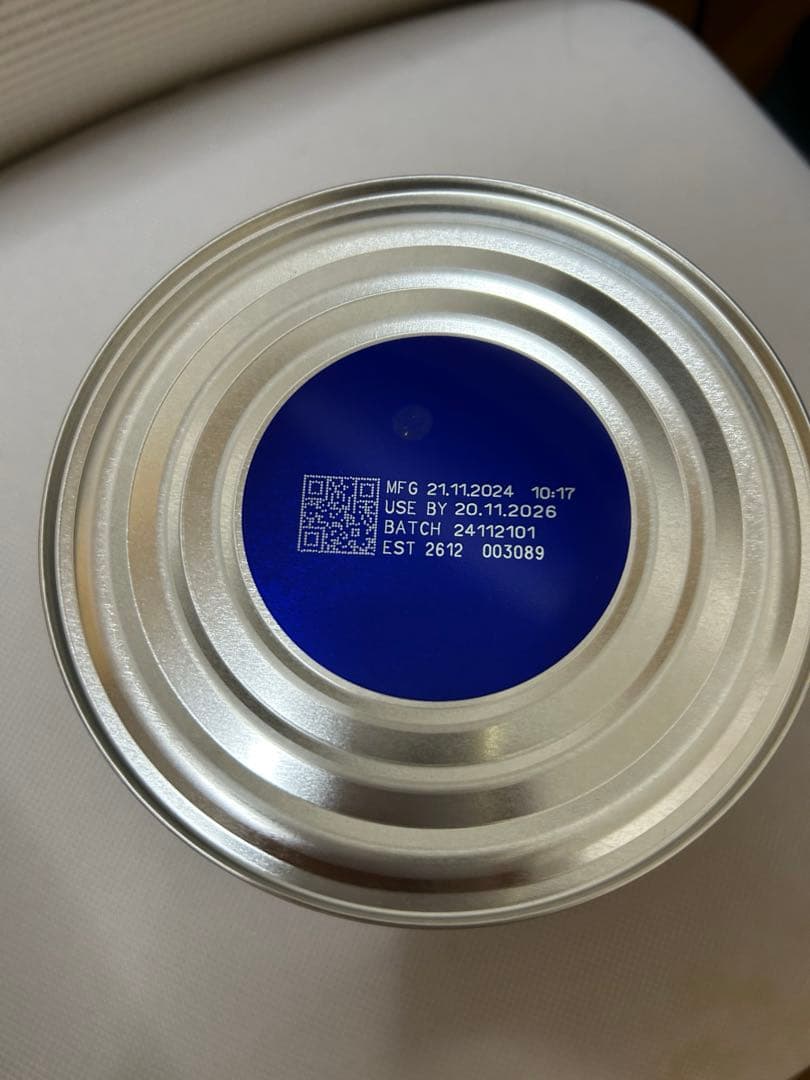 MFG 21.11.2024 10:17
USE BY 20.11.2026
BATCH 24112101
EST 2612 003089